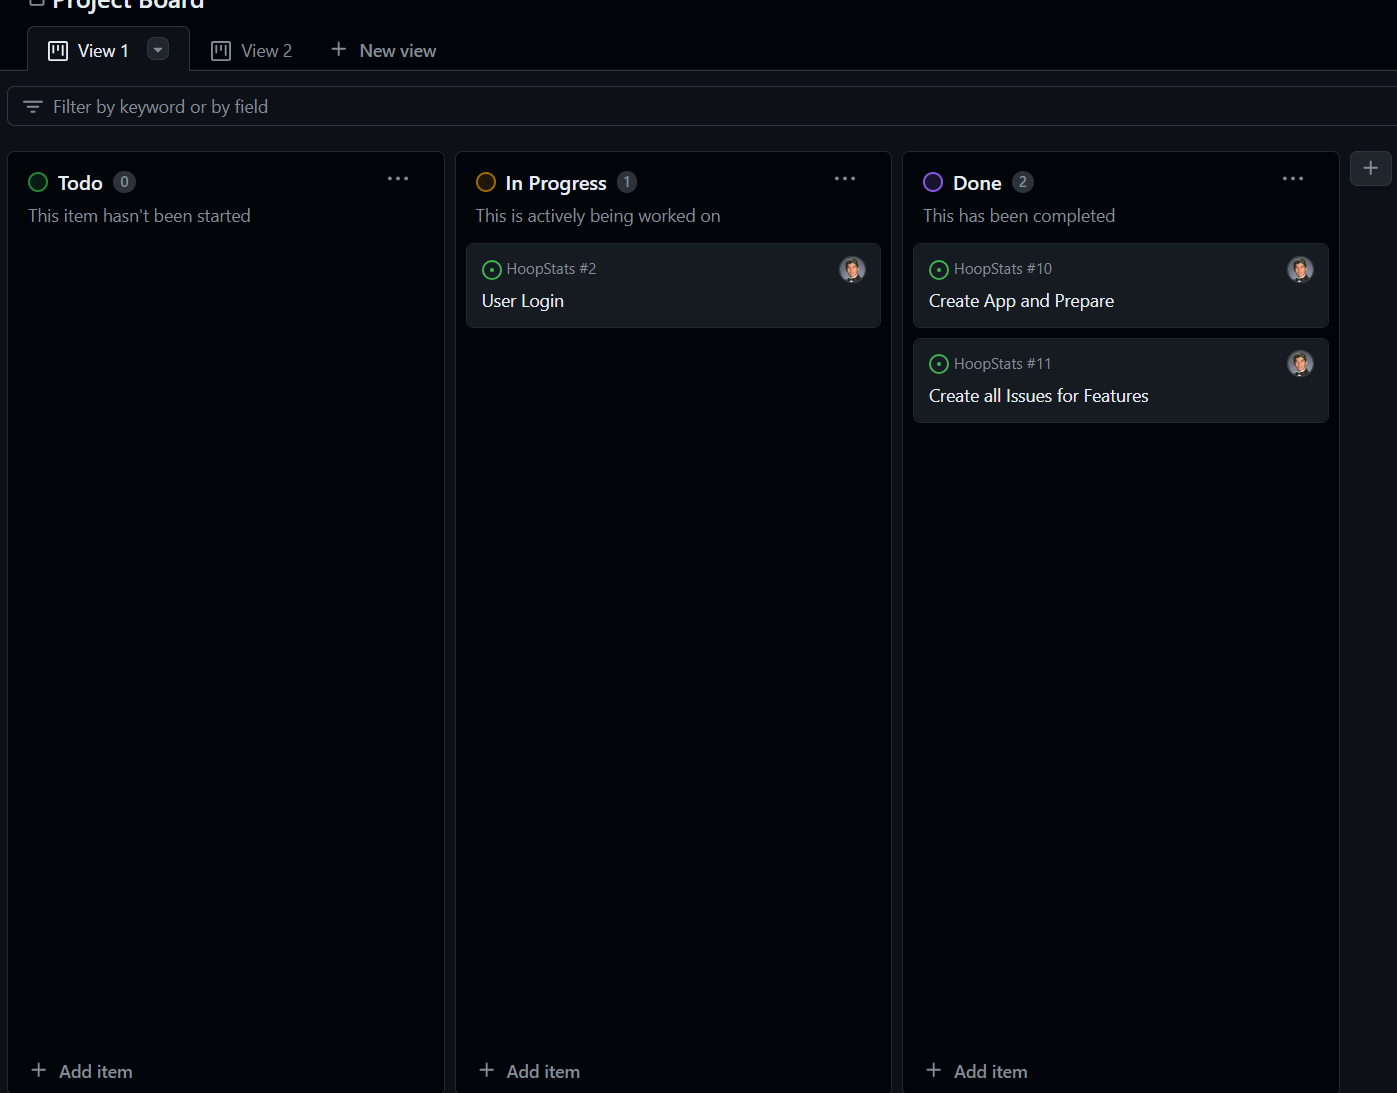 Project Board
View 1
View 2
New view
Filter by keyword or by field
Todo 0
This item hasn't been started
Add item
In Progress 1
This is actively being worked on
HoopStats #2
User Login
Add item
Done 2
This has been completed
HoopStats #10
Create App and Prepare
HoopStats #11
Create all Issues for Features
Add item